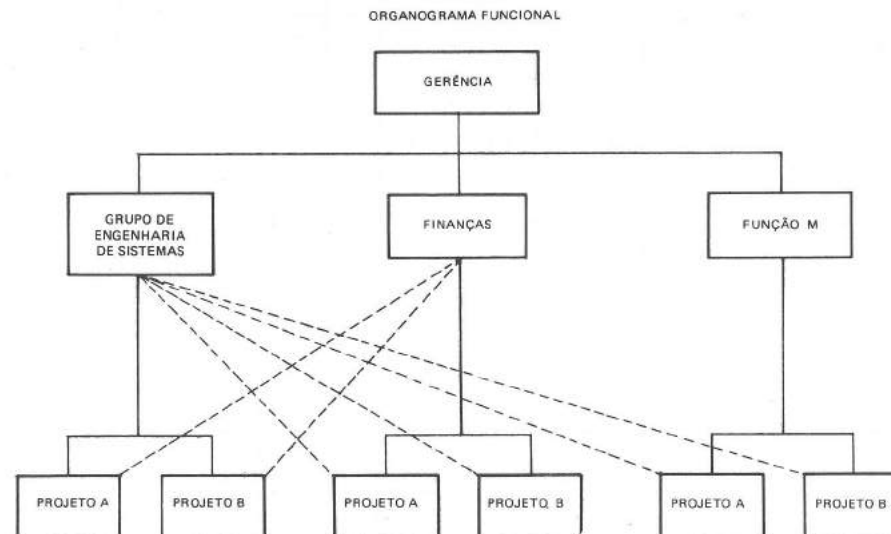 ORGANOGRAMA FUNCIONAL
GERÊNCIA
GRUPO DE
ENGENHARIA
DE SISTEMAS
FINANÇAS
FUNÇÃO M
PROJETO A
PROJETO B
PROJETO A
PROJETO B
PROJETO A
PROJETO B